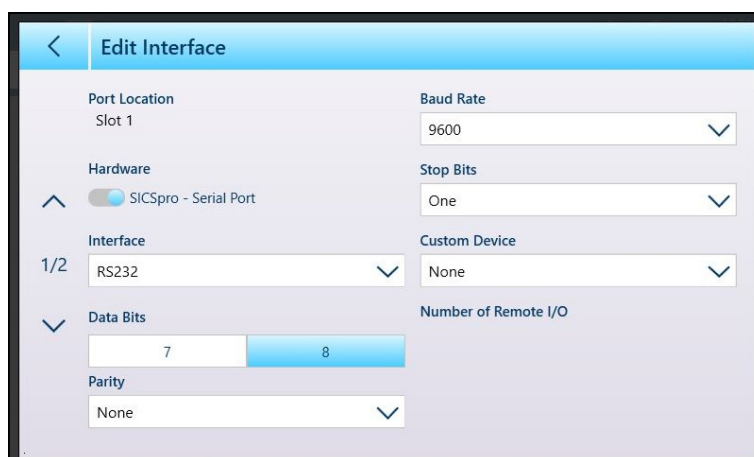 Edit Interface
Port Location
Slot 1
Hardware
SICSpro - Serial Port
1/2
Interface
RS232
Data Bits
7 8
Parity
None
Baud Rate
9600
Stop Bits
One
Custom Device
None
Number of Remote I/O